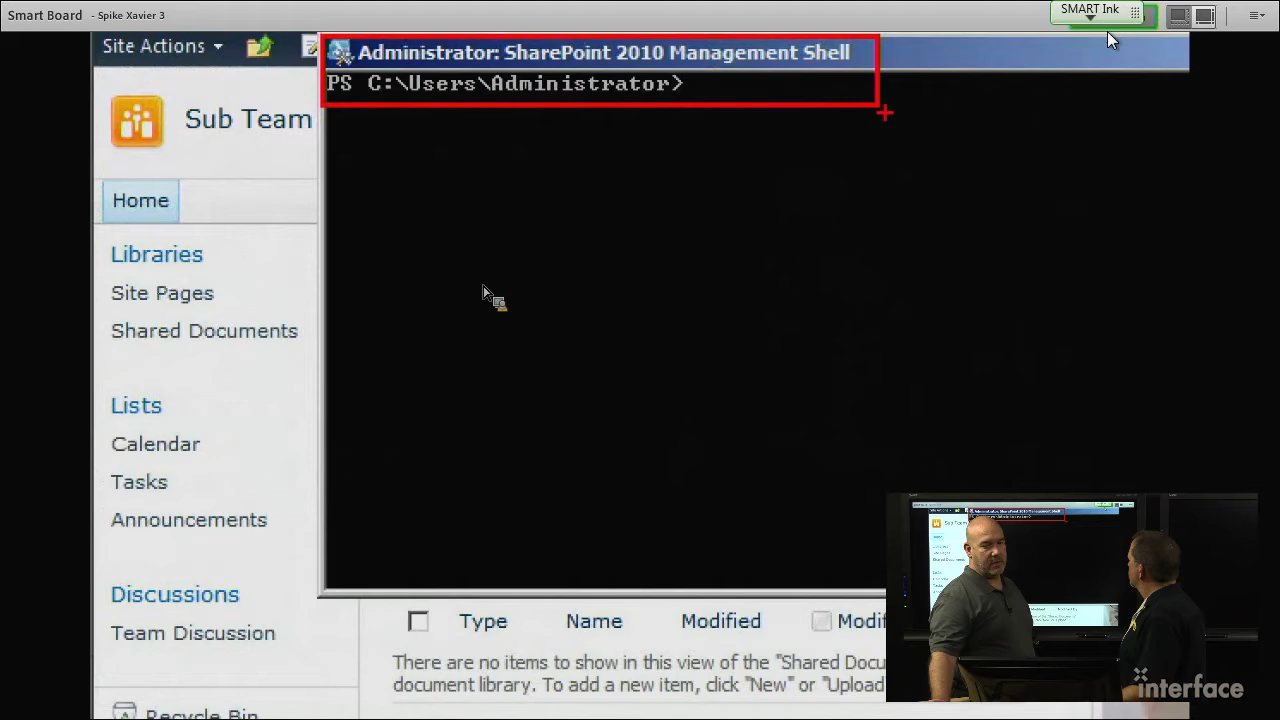 Smart Board - Spike Xavier 3
SMART Ink
Site Actions
Administrator: SharePoint 2010 Management Shell
PS C:\Users\Administrator>
Sub Team
Home
Libraries
Site Pages
Shared Documents
Lists
Calendar
Tasks
Announcements
Discussions
Team Discussion
Recycle Bin
Type Name Modified Modif
There are no items to show in this view of the "Shared Docu
document library. To add a new item, click "New" or "Upload"
interface